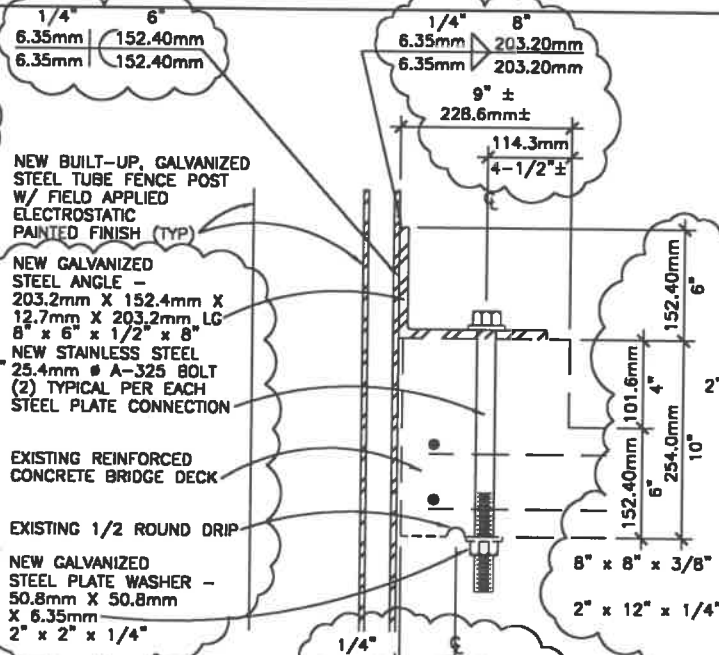 1/4" 6"
6.35mm 152.40mm
6.35mm 152.40mm
1/4" 8"
6.35mm 203.20mm
6.35mm 203.20mm
9" ±
228.6mm±
114.3mm
4-1/2"±
℄
NEW BUILT-UP, GALVANIZED
STEEL TUBE FENCE POST
W/ FIELD APPLIED
ELECTROSTATIC
PAINTED FINISH (TYP)
NEW GALVANIZED
STEEL ANGLE -
203.2mm X 152.4mm X
12.7mm X 203.2mm LG
8" x 6" x 1/2" x 8"
NEW STAINLESS STEEL
25.4mm ø A-325 BOLT
(2) TYPICAL PER EACH
STEEL PLATE CONNECTION
EXISTING REINFORCED
CONCRETE BRIDGE DECK
EXISTING 1/2 ROUND DRIP
NEW GALVANIZED
STEEL PLATE WASHER -
50.8mm X 50.8mm
X 6.35mm
2" x 2" x 1/4"
152.40mm
6"
101.6mm
4"
152.40mm
6"
254.0mm
10"
2"
8" x 8" x 3/8"
2" x 12" x 1/4"
1/4"
℄